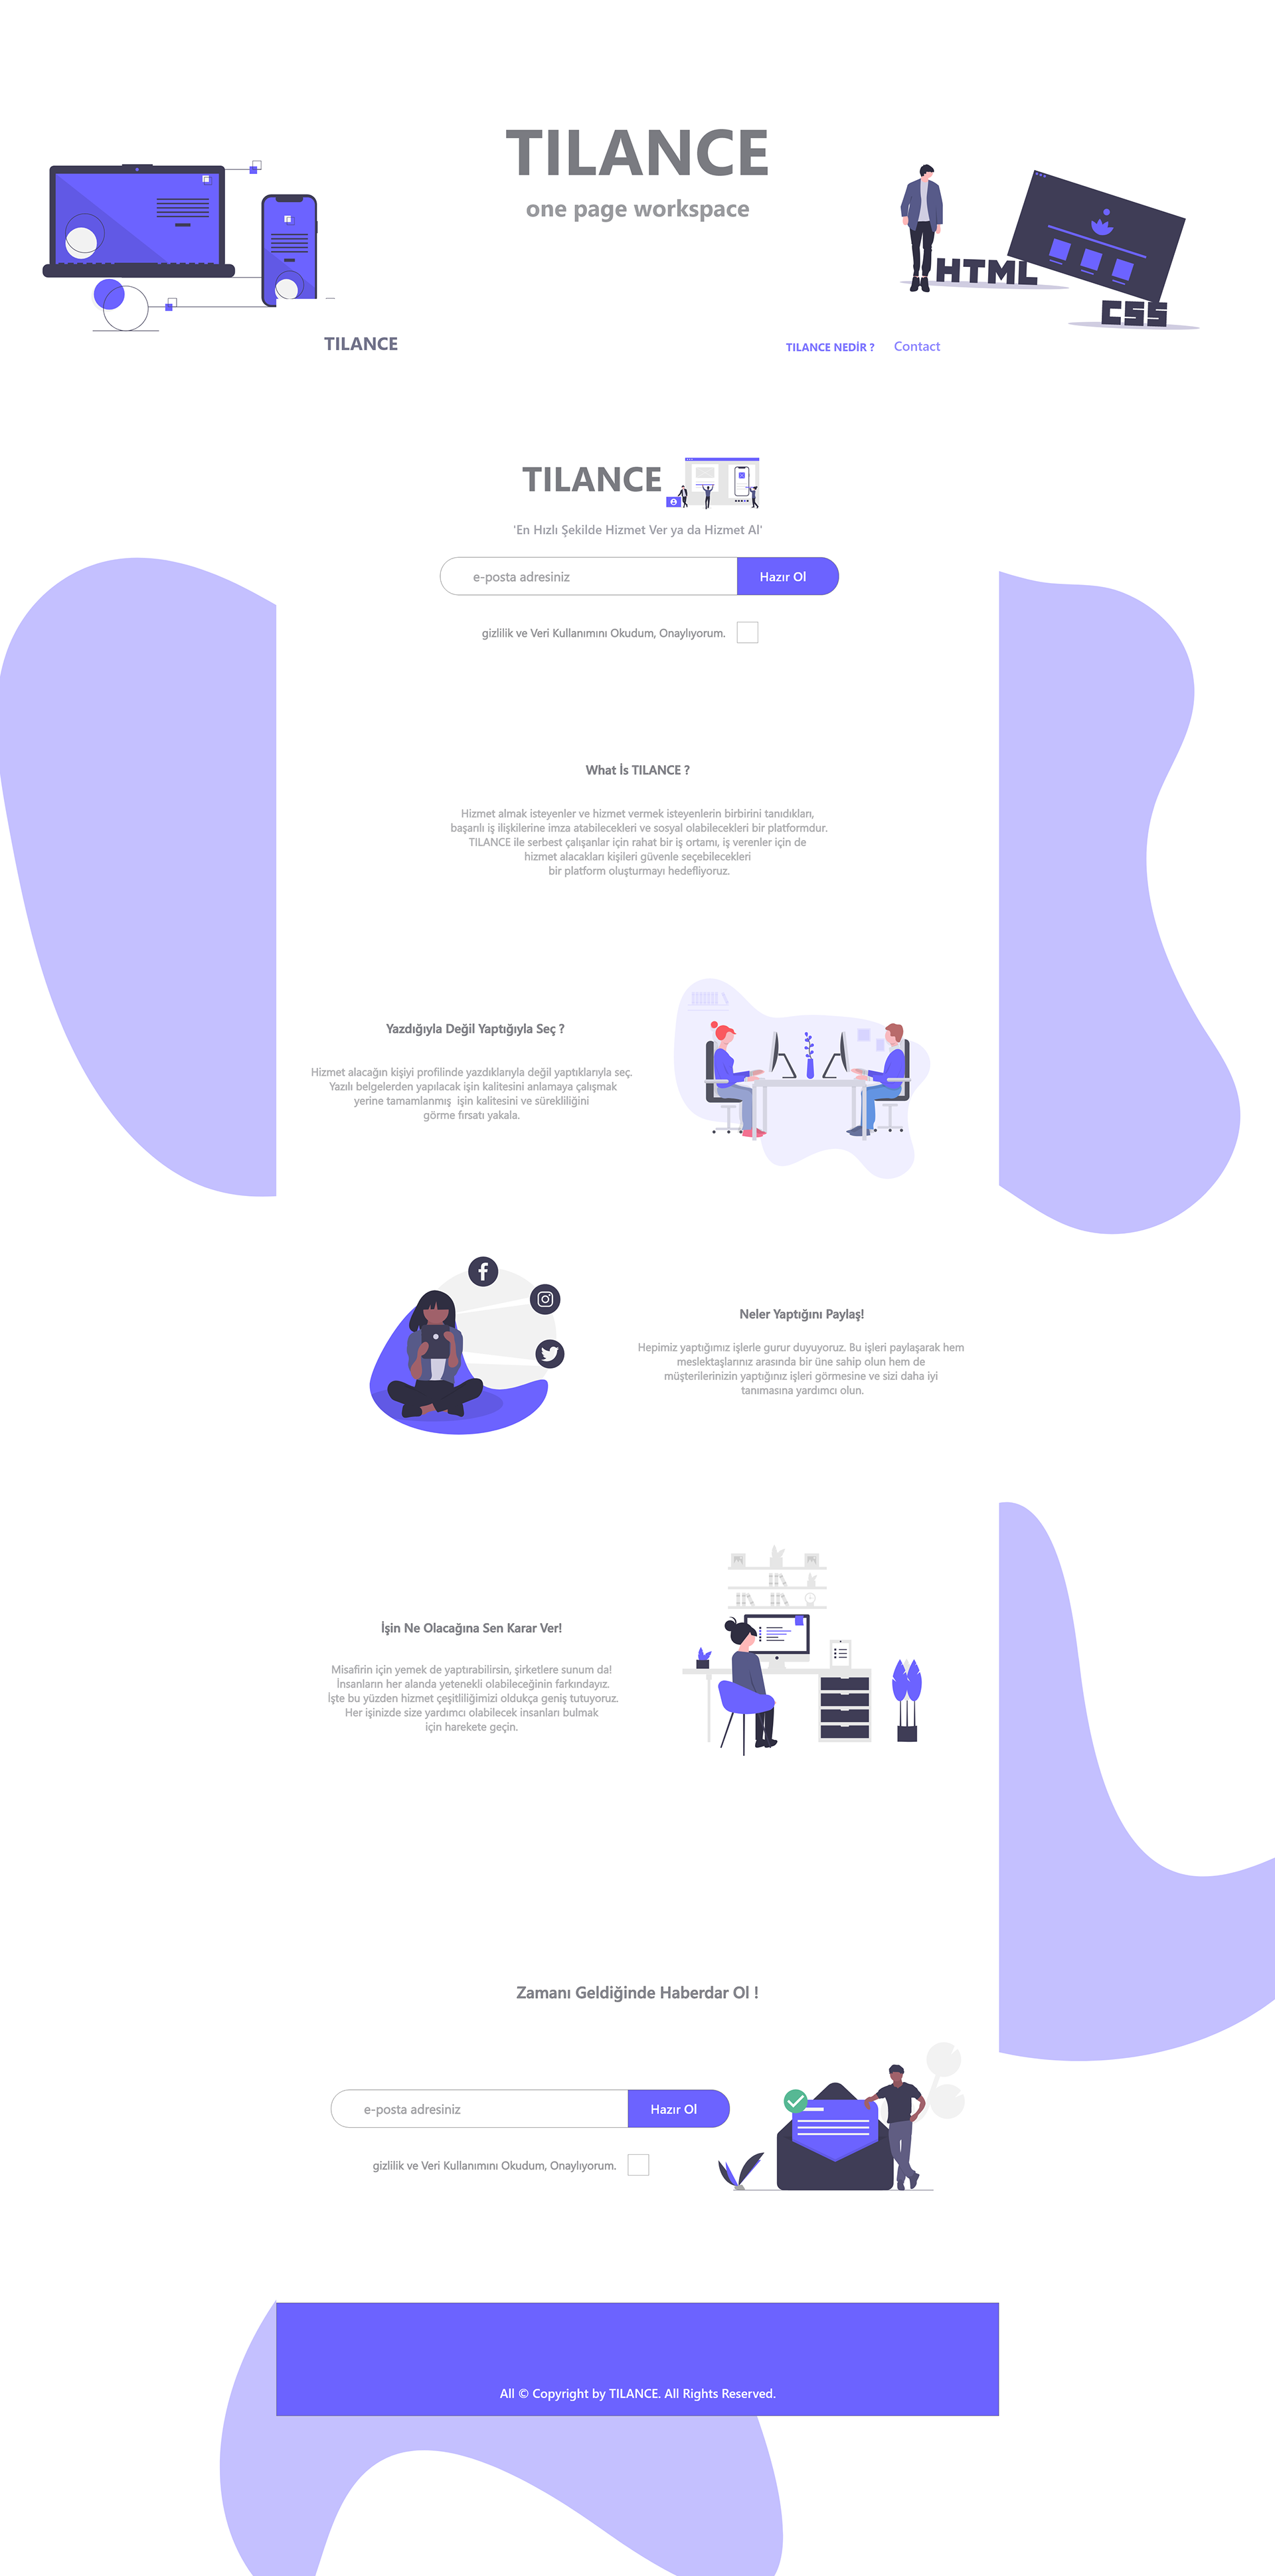 TILANCE
one page workspace
HTML
CSS
TILANCE
TILANCE NEDİR ?
Contact
TILANCE
'En Hızlı Şekilde Hizmet Ver ya da Hizmet Al'
e-posta adresiniz
Hazır Ol
gizlilik ve Veri Kullanımını Okudum, Onaylıyorum.
What İs TILANCE ?
Hizmet almak isteyenler ve hizmet vermek isteyenlerin birbirini tanıdıkları,
başarılı iş ilişkilerine imza atabilecekleri ve sosyal olabilecekleri bir platformdur.
TILANCE ile serbest çalışanlar için rahat bir iş ortamı, iş verenler için de
hizmet alacakları kişileri güvenle seçebilecekleri
bir platform oluşturmayı hedefliyoruz.
Yazdığıyla Değil Yaptığıyla Seç ?
Hizmet alacağın kişiyi profilinde yazdıklarıyla değil yaptıklarıyla seç.
Yazılı belgelerden yapılacak işin kalitesini anlamaya çalışmak
yerine tamamlanmış işin kalitesini ve sürekliliğini
görme fırsatı yakala.
Neler Yaptığını Paylaş!
Hepimiz yaptığımız işlerle gurur duyuyoruz. Bu işleri paylaşarak hem
meslektaşlarınız arasında bir üne sahip olun hem de
müşterilerinizin yaptığınız işleri görmesine ve sizi daha iyi
tanımasına yardımcı olun.
İşin Ne Olacağına Sen Karar Ver!
Misafirin için yemek de yaptırabilirsin, şirketlere sunum da!
İnsanların her alanda yetenekli olabileceğinin farkındayız.
İşte bu yüzden hizmet çeşitliliğimizi oldukça geniş tutuyoruz.
Her işinizde size yardımcı olabilecek insanları bulmak
için harekete geçin.
Zamanı Geldiğinde Haberdar Ol !
e-posta adresiniz
Hazır Ol
gizlilik ve Veri Kullanımını Okudum, Onaylıyorum.
All © Copyright by TILANCE. All Rights Reserved.